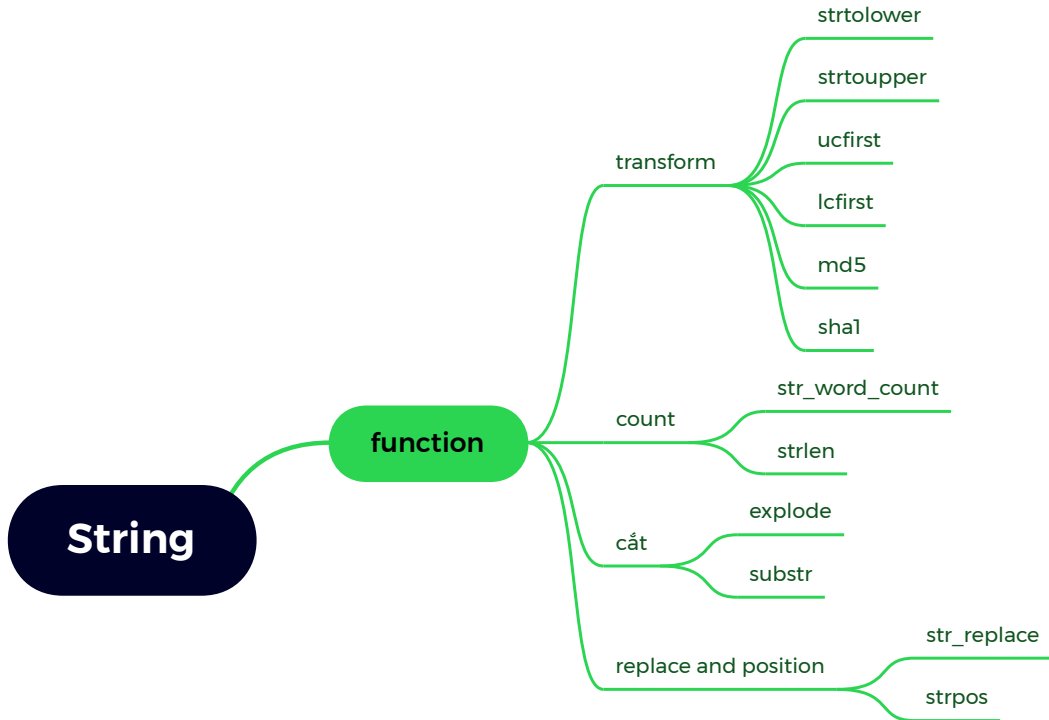 String
function
transform
strtolower
strtoupper
ucfirst
lcfirst
md5
sha1
count
str_word_count
strlen
cắt
explode
substr
replace and position
str_replace
strpos